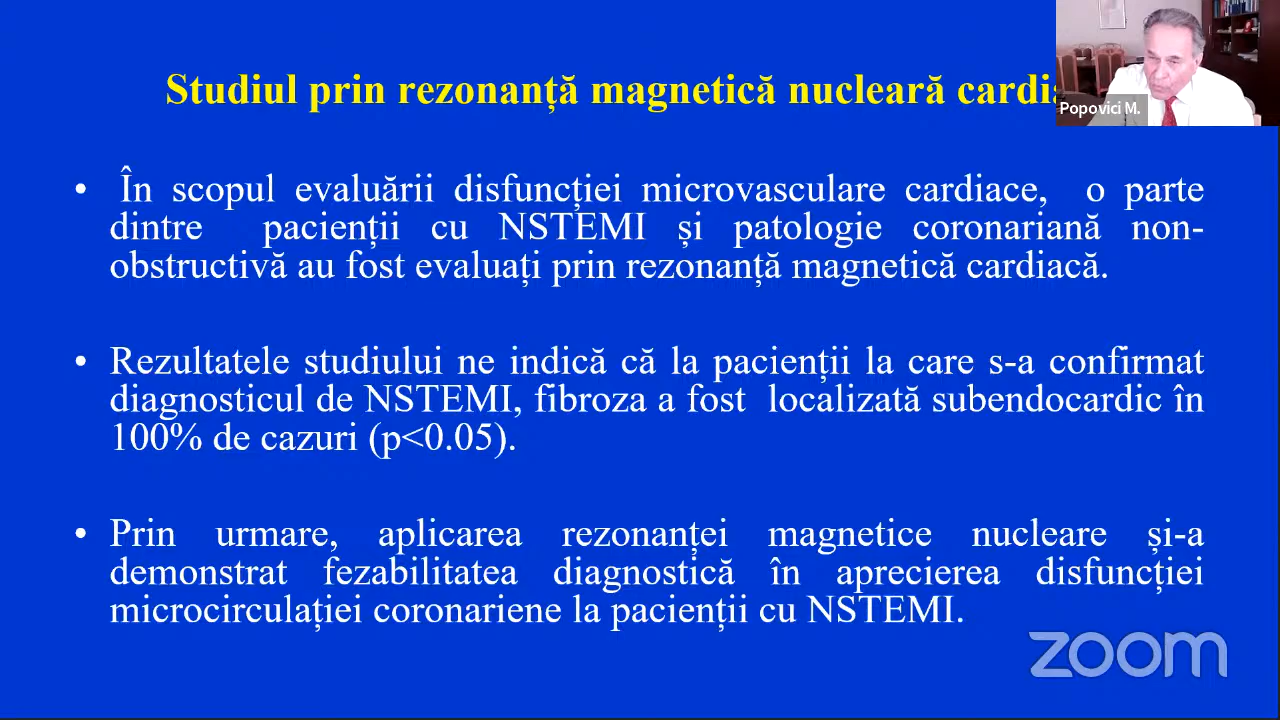 Studiul prin rezonanță magnetică nucleară
Popovici M.
• În scopul evaluării disfuncției microvasculare cardiace, o parte
dintre pacienții cu NSTEMI și patologie coronariană non-
obstructivă au fost evaluați prin rezonanță magnetică cardiacă.
• Rezultatele studiului ne indică că la pacienții la care s-a confirmat
diagnosticul de NSTEMI, fibroza a fost localizată subendocardic în
100% de cazuri (p<0.05).
• Prin urmare, aplicarea rezonanței magnetice nucleare și-a
demonstrat fezabilitatea diagnostică în aprecierea disfuncției
microcirculației coronariene la pacienții cu NSTEMI.
zoom